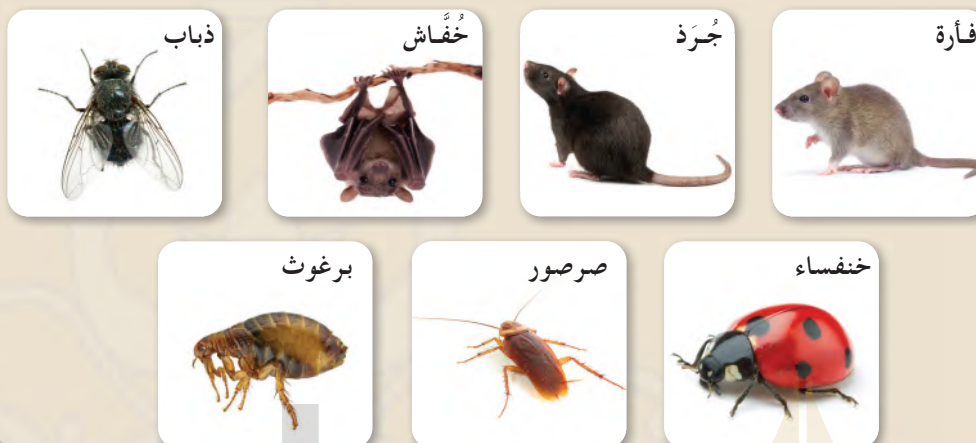 فأرة
جُرَذ
خُفَّاش
ذباب
خنفساء
صرصور
برغوث